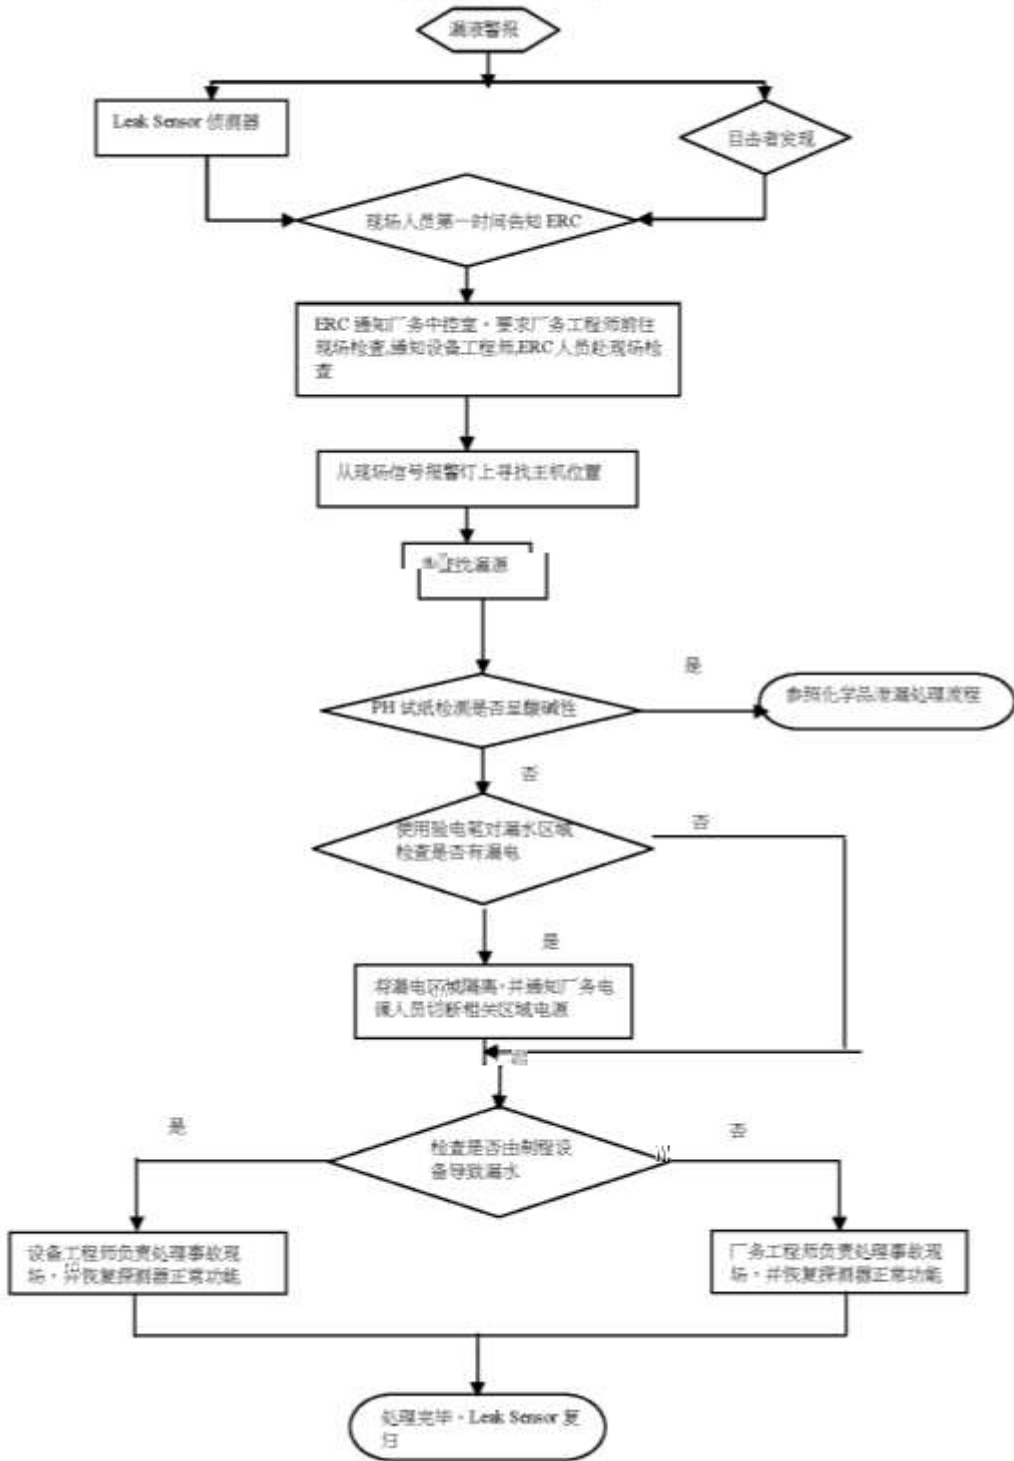 漏液警报
Leak Sensor 侦测器
目击者发现
现场人员第一时间告知 ERC
ERC 通知厂务中控室。要求厂务工程师前往
现场检查,通知设备工程师,ERC 人员赴现场检
查
从现场信号报警灯上寻找主机位置
找漏源
是
PH 试纸检测是否呈酸碱性
参照化学品泄漏处理流程
否
使用验电笔对漏水区域
检查是否有漏电
否
是
将漏电区域隔离。并通知厂务电
课人员切断相关区域电源
是
检查是否由制程设
备导致漏水
否
设备工程师负责处理事故现
场。并恢复探测器正常功能
厂务工程师负责处理事故现
场。并恢复探测器正常功能
处理完毕。Leak Sensor 复
归